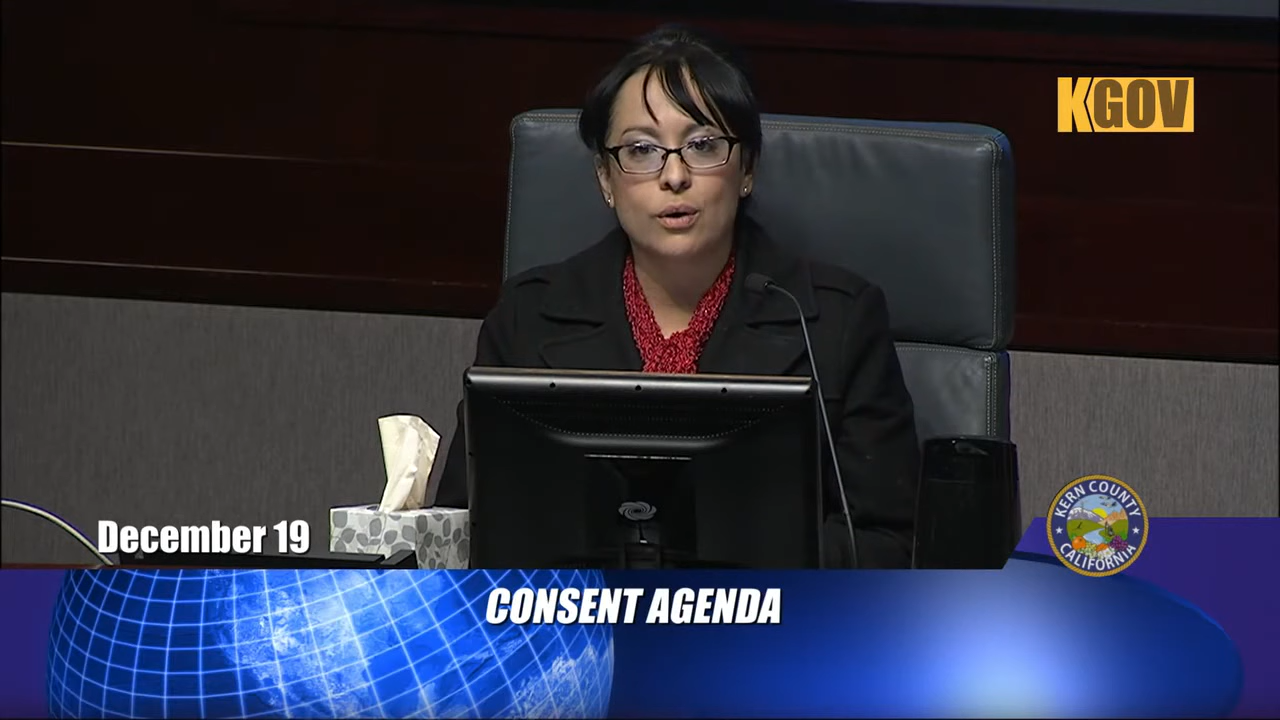 KGOV
KERN COUNTY
CALIFORNIA
December 19
CONSENT AGENDA